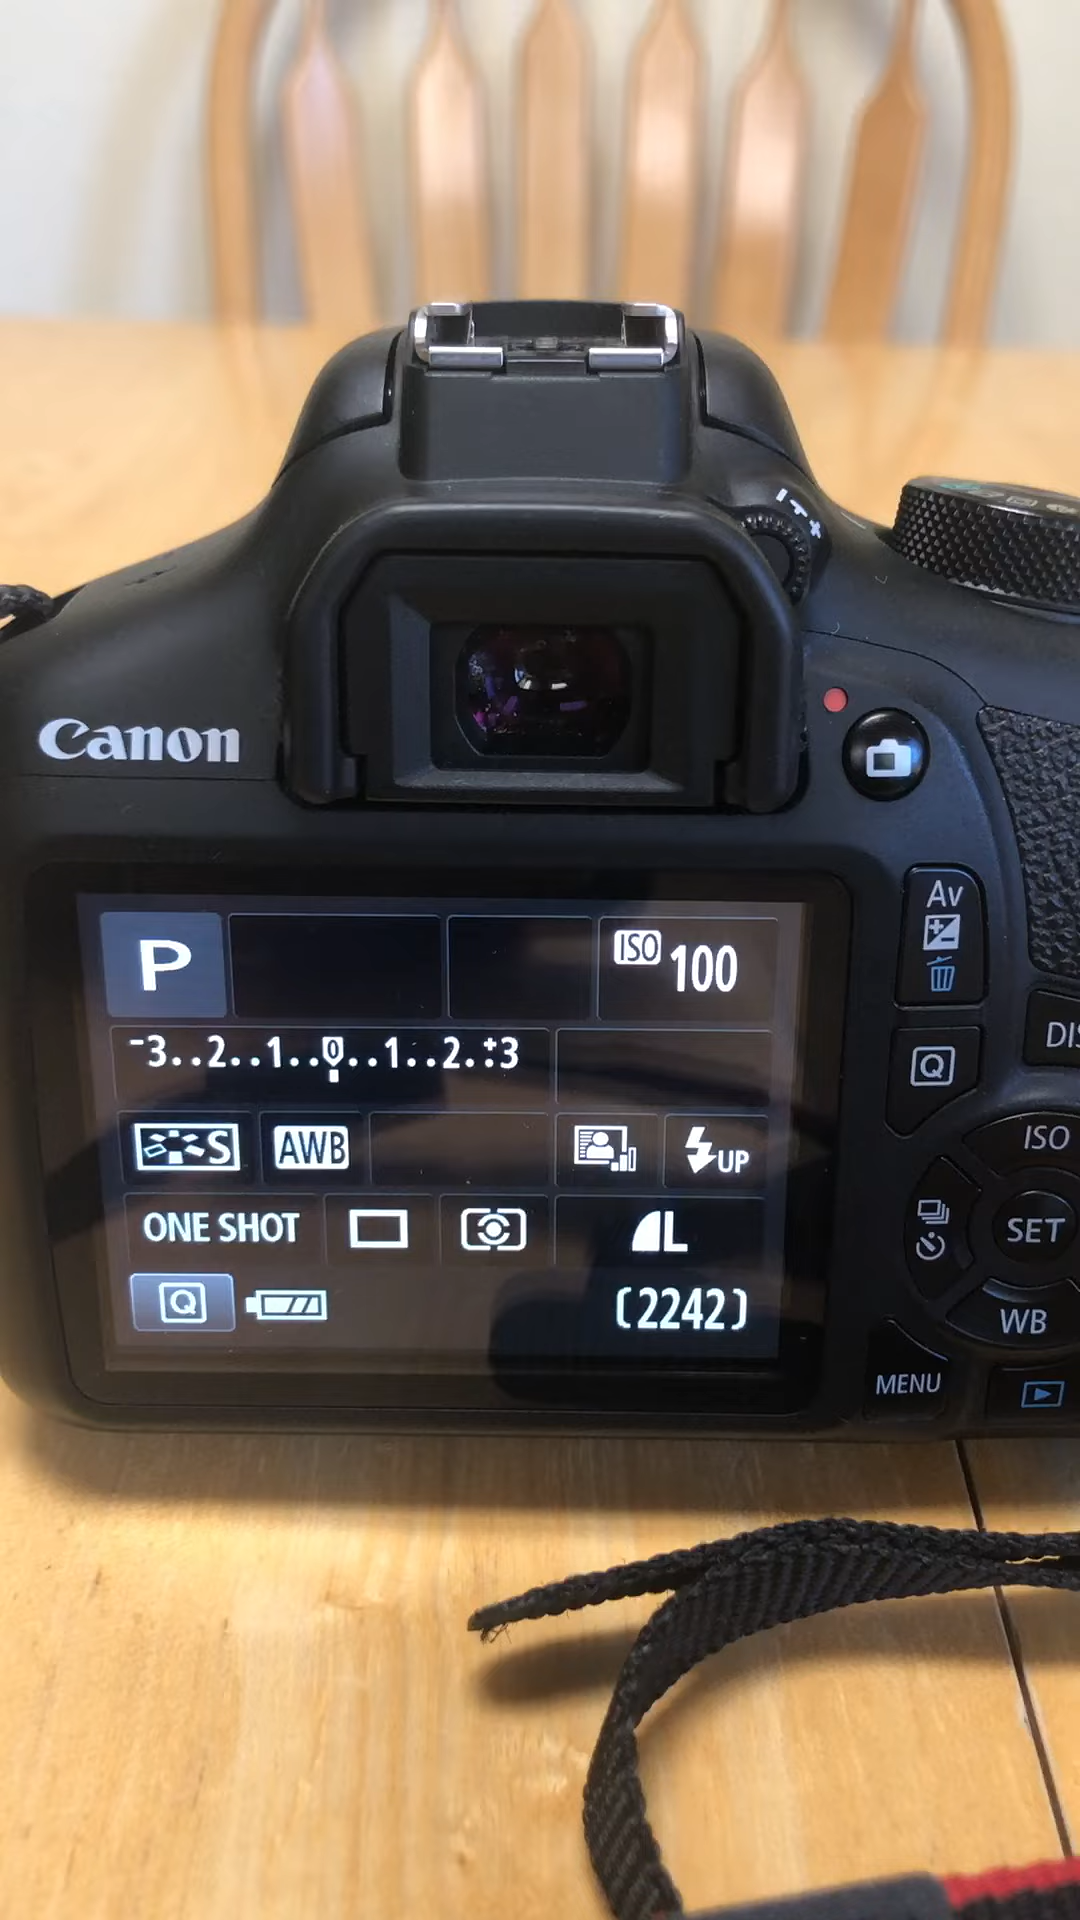 Canon
Av
P
ISO 100
-3..2..1..0..1..2.:+3
Q
S
AWB
UP
ISO
ONE SHOT
L
SET
Q
[2242]
WB
MENU